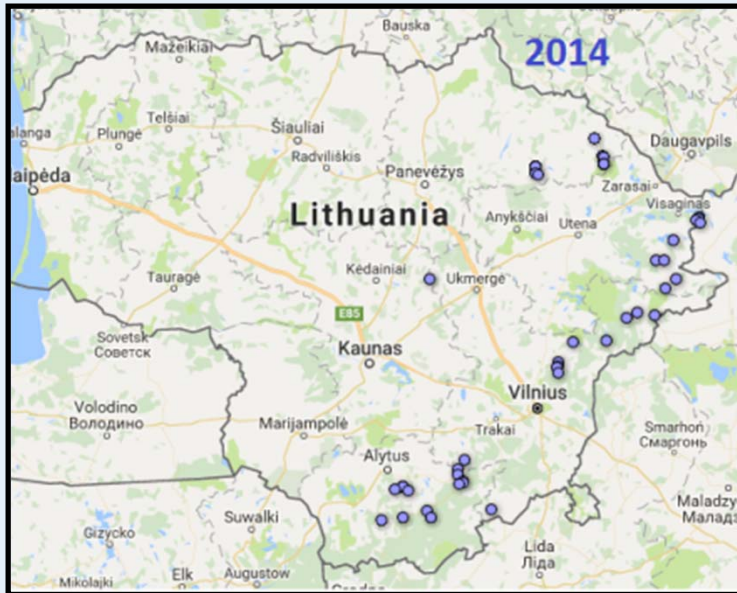 Bauska
2014
Mažeikiai
alanga
Plungė
Telšiai
Šiauliai
Radviliškis
Panevėžys
Daugavpils
Zarasai
Visaginas
aipėda
Lithuania
Anykščiai
Utena
Tauragė
Kėdainiai
Ukmergė
E85
Sovetsk
Советск
Kaunas
Vilnius
Volodino
Володино
Marijampolė
Trakai
Smarhoń
Смаргонь
Alytus
Maladzy
Малад
Gizycko
Suwalki
Lida
Ліда
Mikolajki
Elk
Augustow